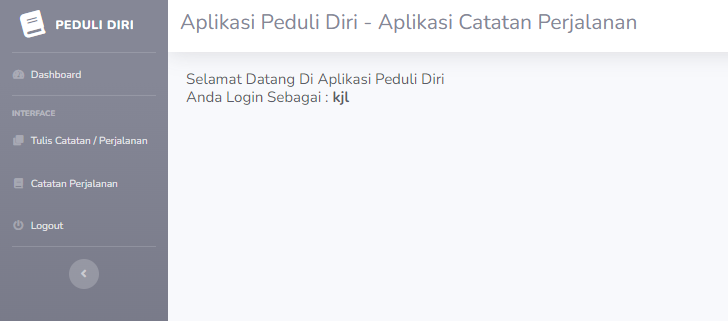 PEDULI DIRI
Dashboard
INTERFACE
Tulis Catatan / Perjalanan
Catatan Perjalanan
Logout
Aplikasi Peduli Diri - Aplikasi Catatan Perjalanan
Selamat Datang Di Aplikasi Peduli Diri
Anda Login Sebagai : kjl